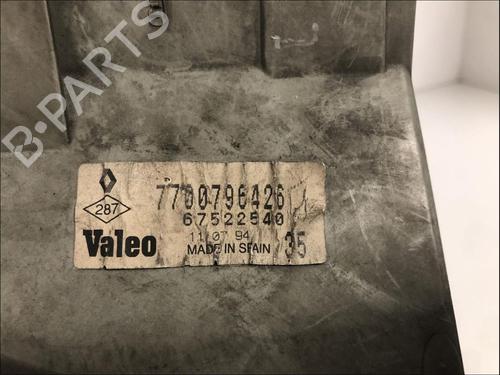 B-PARTS
7700796426
287
67522540
Valeo
11 07 94
35
MADE IN SPAIN